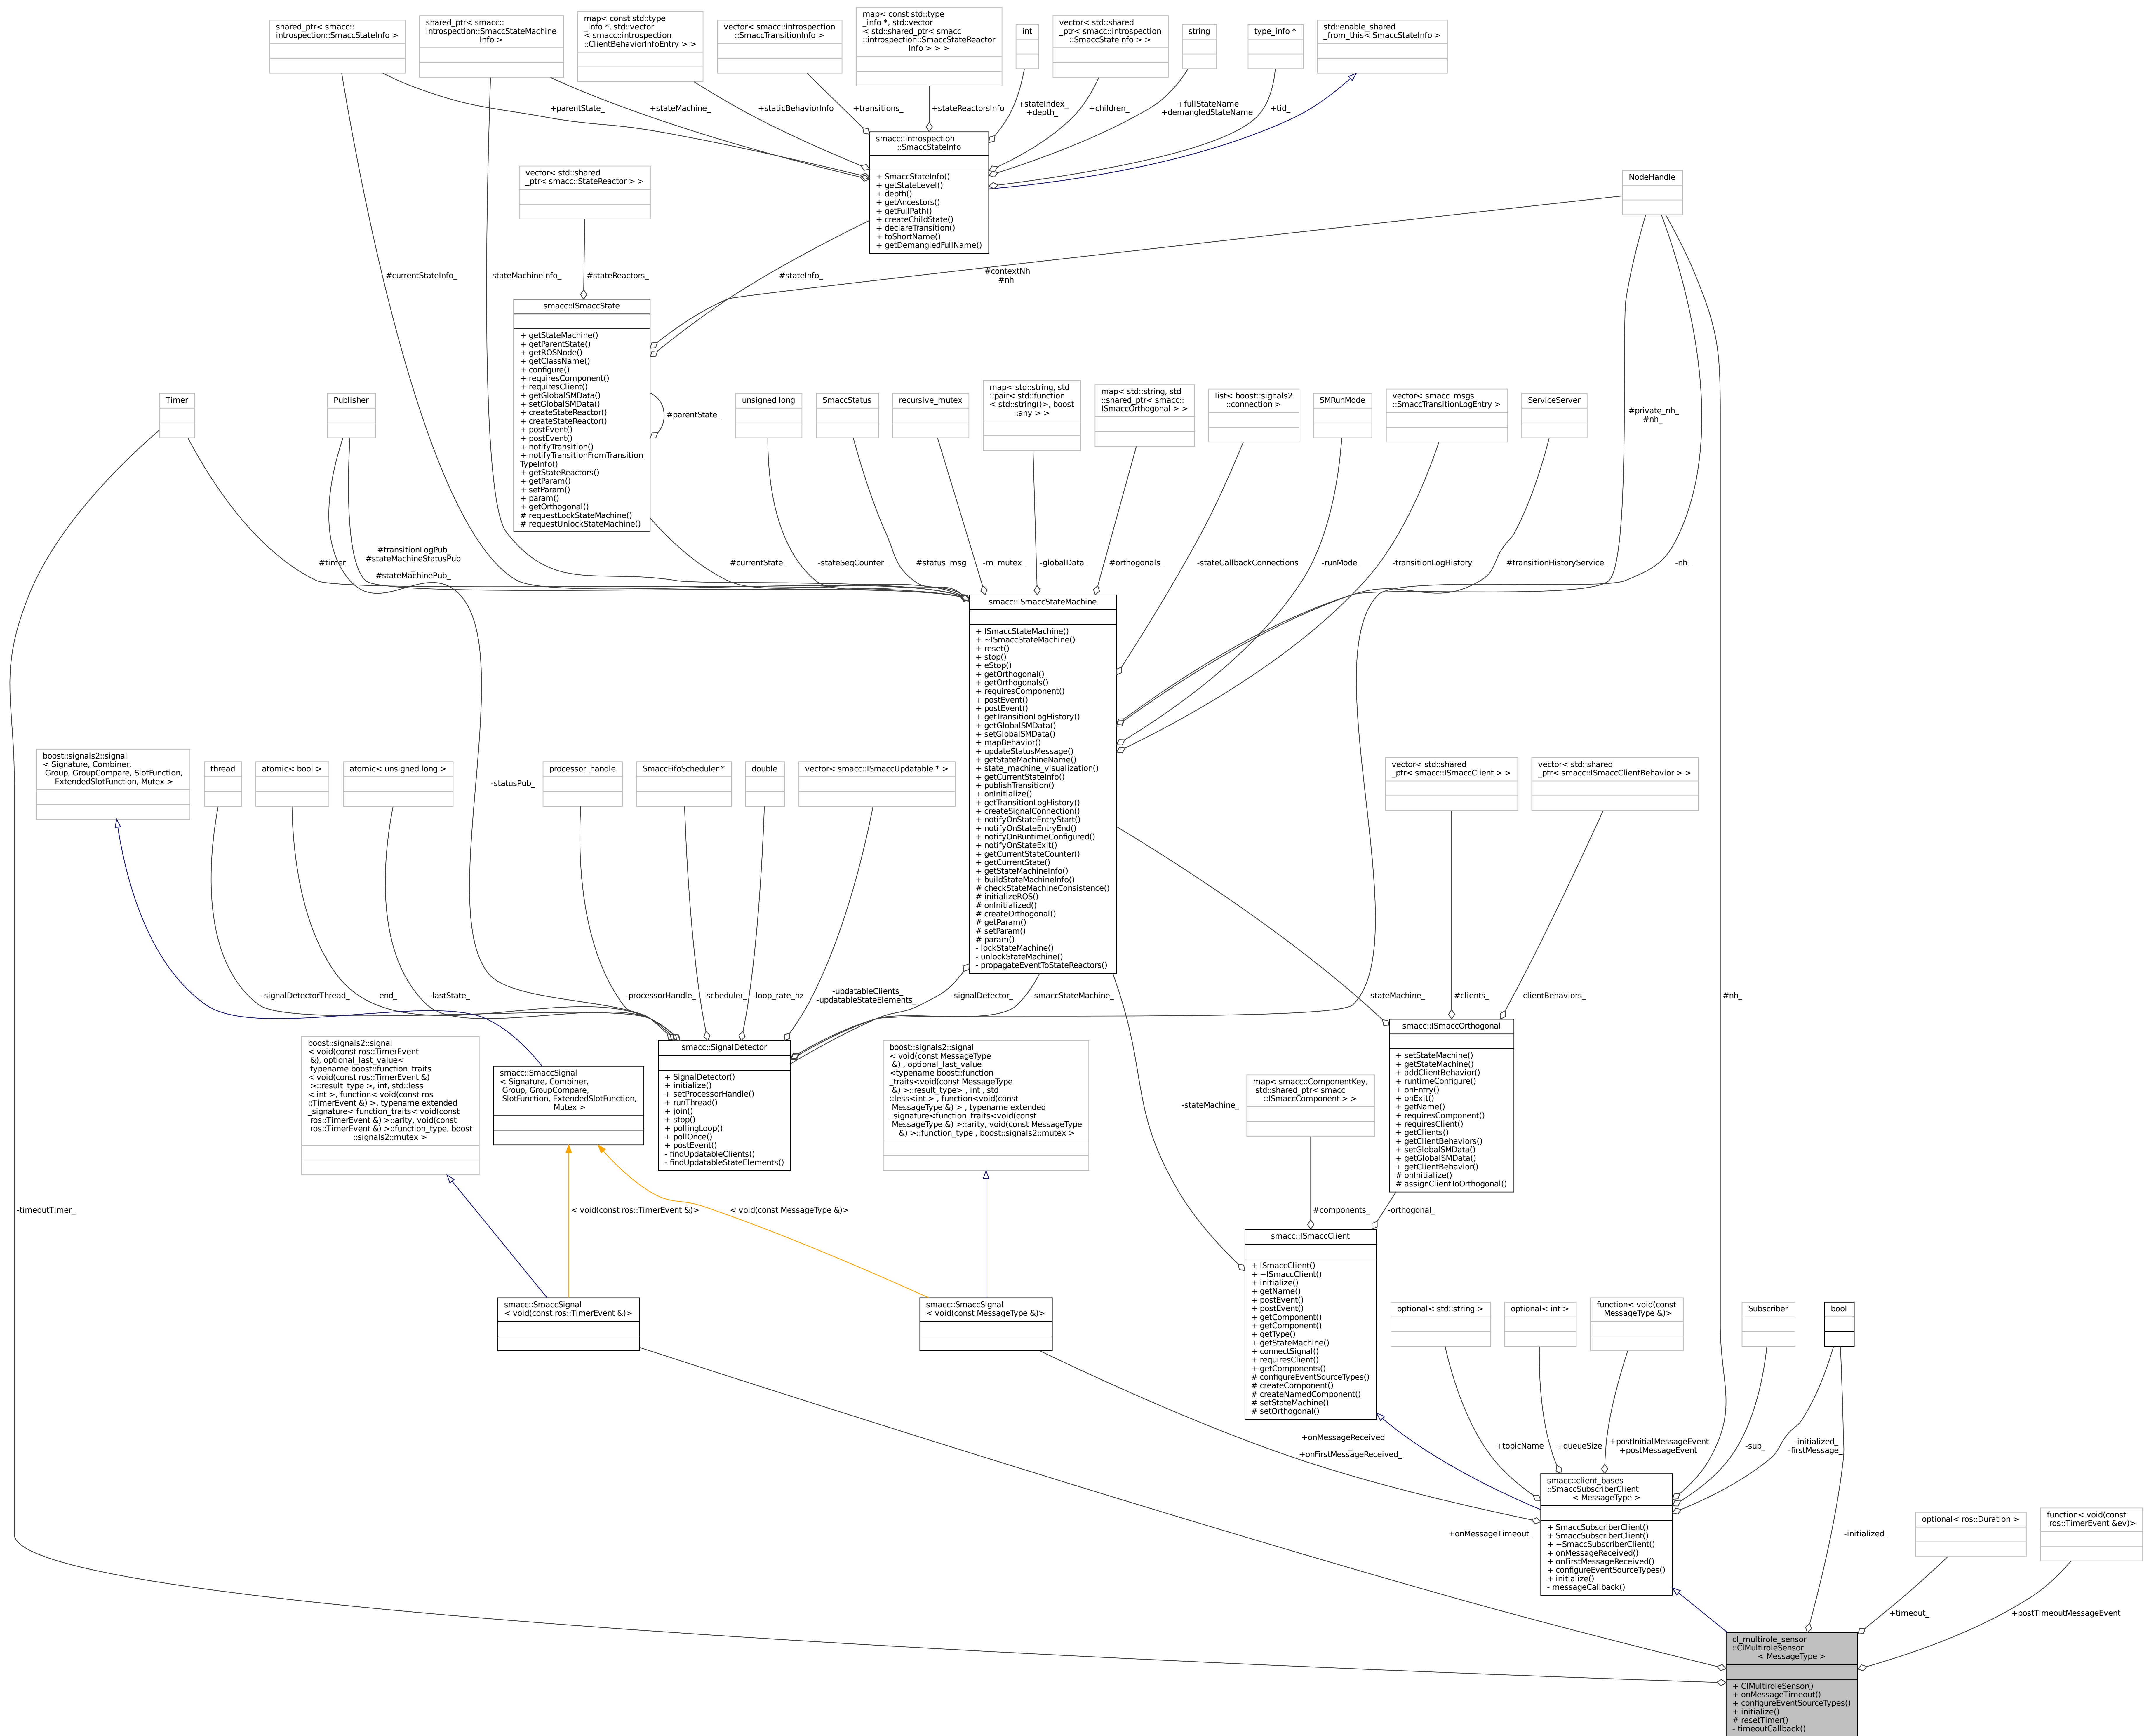 shared_ptr< smacc::
introspection::SmaccStateInfo >
shared_ptr< smacc::
introspection::SmaccStateMachine
Info >
map< const std::type
_info *, std::vector
< smacc::introspection
::ClientBehaviorInfoEntry > >
vector< smacc::introspection
::SmaccTransitionInfo >
map< const std::type
_info *, std::vector
< std::shared_ptr< smacc
::introspection::SmaccStateReactor
Info > > >
int
vector< std::shared
_ptr< smacc::introspection
::SmaccStateInfo > >
string
type_info *
std::enable_shared
_from_this< SmaccStateInfo >
+parentState_
+stateMachine_
+staticBehaviorInfo
+transitions_
+stateReactorsInfo
+stateIndex_
+depth_
+children_
+fullStateName
+demangledStateName
+tid_
smacc::introspection
::SmaccStateInfo
+ SmaccStateInfo()
+ getStateLevel()
+ depth()
+ getAncestors()
+ getFullPath()
+ createChildState()
+ declareTransition()
+ toShortName()
+ getDemangledFullName()
vector< std::shared
_ptr< smacc::StateReactor > >
NodeHandle
#currentStateInfo_
-stateMachineInfo_
#stateReactors_
#stateInfo_
#contextNh
#nh
smacc::ISmaccState
+ getStateMachine()
+ getParentState()
+ getROSNode()
+ getClassName()
+ configure()
+ requiresComponent()
+ requiresClient()
+ getGlobalSMData()
+ setGlobalSMData()
+ createStateReactor()
+ createStateReactor()
+ postEvent()
+ postEvent()
+ notifyTransition()
+ notifyTransitionFromTransition
TypeInfo()
+ getStateReactors()
+ getParam()
+ setParam()
+ param()
+ getOrthogonal()
# requestLockStateMachine()
# requestUnlockStateMachine()
#parentState_
Timer
Publisher
unsigned long
SmaccStatus
recursive_mutex
map< std::string, std
::pair< std::function
< std::string()>, boost
::any > >
map< std::string, std
::shared_ptr< smacc::
ISmaccOrthogonal > >
list< boost::signals2
::connection >
SMRunMode
vector< smacc_msgs
::SmaccTransitionLogEntry >
ServiceServer
#private_nh_
#nh_
#timer_
#transitionLogPub_
#stateMachineStatusPub
_
#stateMachinePub_
#currentState_
-stateSeqCounter_
#status_msg_
-m_mutex_
-globalData_
#orthogonals_
-stateCallbackConnections
-runMode_
-transitionLogHistory_
#transitionHistoryService_
-nh_
smacc::ISmaccStateMachine
+ ISmaccStateMachine()
+ ~ISmaccStateMachine()
+ reset()
+ stop()
+ eStop()
+ getOrthogonal()
+ getOrthogonals()
+ requiresComponent()
+ postEvent()
+ postEvent()
+ getTransitionLogHistory()
+ getGlobalSMData()
+ setGlobalSMData()
+ mapBehavior()
+ updateStatusMessage()
+ getStateMachineName()
+ state_machine_visualization()
+ getCurrentStateInfo()
+ publishTransition()
+ onInitialize()
+ getTransitionLogHistory()
+ createSignalConnection()
+ notifyOnStateEntryStart()
+ notifyOnStateEntryEnd()
+ notifyOnRuntimeConfigured()
+ notifyOnStateExit()
+ getCurrentStateCounter()
+ getCurrentState()
+ getStateMachineInfo()
+ buildStateMachineInfo()
# checkStateMachineConsistence()
# initializeROS()
# onInitialized()
# createOrthogonal()
# getParam()
# setParam()
# param()
- lockStateMachine()
- unlockStateMachine()
- propagateEventToStateReactors()
boost::signals2::signal
< Signature, Combiner,
Group, GroupCompare, SlotFunction,
ExtendedSlotFunction, Mutex >
thread
atomic< bool >
atomic< unsigned long >
-statusPub_
processor_handle
SmaccFifoScheduler *
double
vector< smacc::ISmaccUpdatable * >
vector< std::shared
_ptr< smacc::ISmaccClient > >
vector< std::shared
_ptr< smacc::ISmaccClientBehavior > >
-signalDetectorThread_
-end_
-lastState_
-processorHandle_
-scheduler_
-loop_rate_hz
-updatableClients_
-updatableStateElements_
-signalDetector_
-smaccStateMachine_
-stateMachine_
#clients_
-clientBehaviors_
#nh_
boost::signals2::signal
< void(const ros::TimerEvent
&), optional_last_value<
typename boost::function_traits
< void(const ros::TimerEvent &)
>::result_type >, int, std::less
< int >, function< void(const ros
::TimerEvent &) >, typename extended
_signature< function_traits< void(const
ros::TimerEvent &) >::arity, void(const
ros::TimerEvent &) >::function_type, boost
::signals2::mutex >
smacc::SmaccSignal
< Signature, Combiner,
Group, GroupCompare,
SlotFunction, ExtendedSlotFunction,
Mutex >
smacc::SignalDetector
+ SignalDetector()
+ initialize()
+ setProcessorHandle()
+ runThread()
+ join()
+ stop()
+ pollingLoop()
+ pollOnce()
+ postEvent()
- findUpdatableClients()
- findUpdatableStateElements()
boost::signals2::signal
< void(const MessageType
&) , optional_last_value
<typename boost::function
_traits<void(const MessageType
&) >::result_type> , int , std
::less<int > , function<void(const
MessageType &) > , typename extended
_signature<function_traits<void(const
MessageType &) >::arity, void(const MessageType
&) >::function_type , boost::signals2::mutex >
smacc::ISmaccOrthogonal
+ setStateMachine()
+ getStateMachine()
+ addClientBehavior()
+ runtimeConfigure()
+ onEntry()
+ onExit()
+ getName()
+ requiresComponent()
+ requiresClient()
+ getClients()
+ getClientBehaviors()
+ setGlobalSMData()
+ getGlobalSMData()
+ getClientBehavior()
# onInitialize()
# assignClientToOrthogonal()
map< smacc::ComponentKey,
std::shared_ptr< smacc
::ISmaccComponent > >
-stateMachine_
-timeoutTimer_
< void(const ros::TimerEvent &)>
< void(const MessageType &)>
#components_
-orthogonal_
smacc::ISmaccClient
+ ISmaccClient()
+ ~ISmaccClient()
+ initialize()
+ getName()
+ postEvent()
+ postEvent()
+ getComponent()
+ getComponent()
+ getType()
+ getStateMachine()
+ connectSignal()
+ requiresClient()
+ getComponents()
# configureEventSourceTypes()
# createComponent()
# createNamedComponent()
# setStateMachine()
# setOrthogonal()
smacc::SmaccSignal
< void(const ros::TimerEvent &)>
smacc::SmaccSignal
< void(const MessageType &)>
optional< std::string >
optional< int >
function< void(const
MessageType &)>
Subscriber
bool
+onMessageReceived
_
+onFirstMessageReceived_
+topicName
+queueSize
+postInitialMessageEvent
+postMessageEvent
-sub_
-initialized_
-firstMessage_
smacc::client_bases
::SmaccSubscriberClient
< MessageType >
+ SmaccSubscriberClient()
+ SmaccSubscriberClient()
+ ~SmaccSubscriberClient()
+ onMessageReceived()
+ onFirstMessageReceived()
+ configureEventSourceTypes()
+ initialize()
- messageCallback()
+onMessageTimeout_
-initialized_
optional< ros::Duration >
function< void(const
ros::TimerEvent &ev)>
+timeout_
+postTimeoutMessageEvent
cl_multirole_sensor
::ClMultiroleSensor
< MessageType >
+ ClMultiroleSensor()
+ onMessageTimeout()
+ configureEventSourceTypes()
+ initialize()
# resetTimer()
- timeoutCallback()